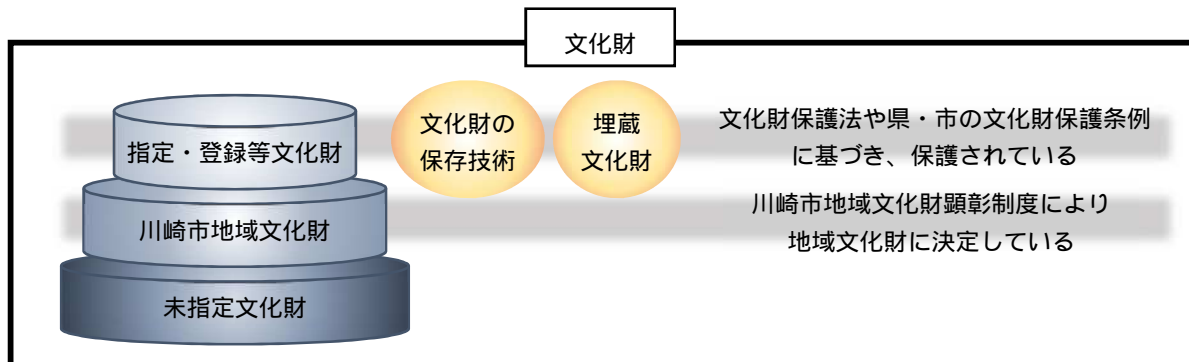 文化財
指定・登録等文化財
文化財の
保存技術
埋蔵
文化財
文化財保護法や県・市の文化財保護条例
に基づき、保護されている
川崎市地域文化財
川崎市地域文化財顕彰制度により
地域文化財に決定している
未指定文化財